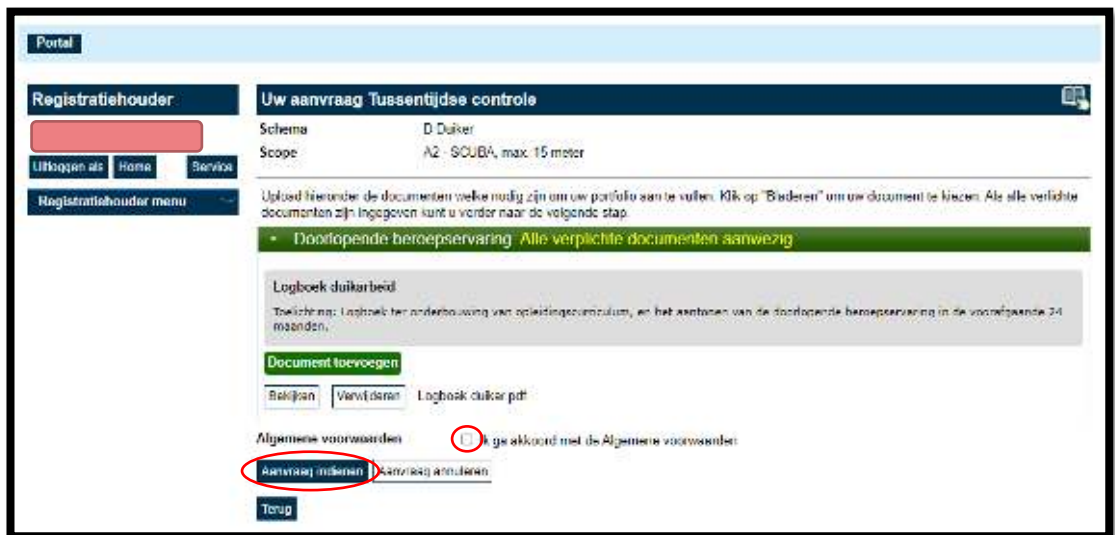 Portal
Registratiehouder
Uw aanvraag Tussentijdse controle
Schema D Duiker
Scope A2 - SCUBA, max. 15 meter
Uitloggen als Home Service
Registratiehouder menu
Upload hieronder de documenten welke nodig zijn om uw portfolio aan te vullen. Klik op "Bladeren" om uw document te kiezen. Als alle verlichte
documenten zijn ingegeven kunt u verder naar de volgende stap.
Doorlopende beroepservaring Alle verplichte documenten aanwezig
Logboek duikarbeid
Toelichting: Logboek ter onderbouwing van opleidingscurriculum, en het aantonen van de doorlopende beroepservaring in de voorafgaande 24
maanden.
Document toevoegen
Bekijken Verwijderen Logboek duiker.pdf
Algemene voorwaarden Ik ga akkoord met de Algemene voorwaarden
Aanvraag indienen Aanvraag annuleren
Terug